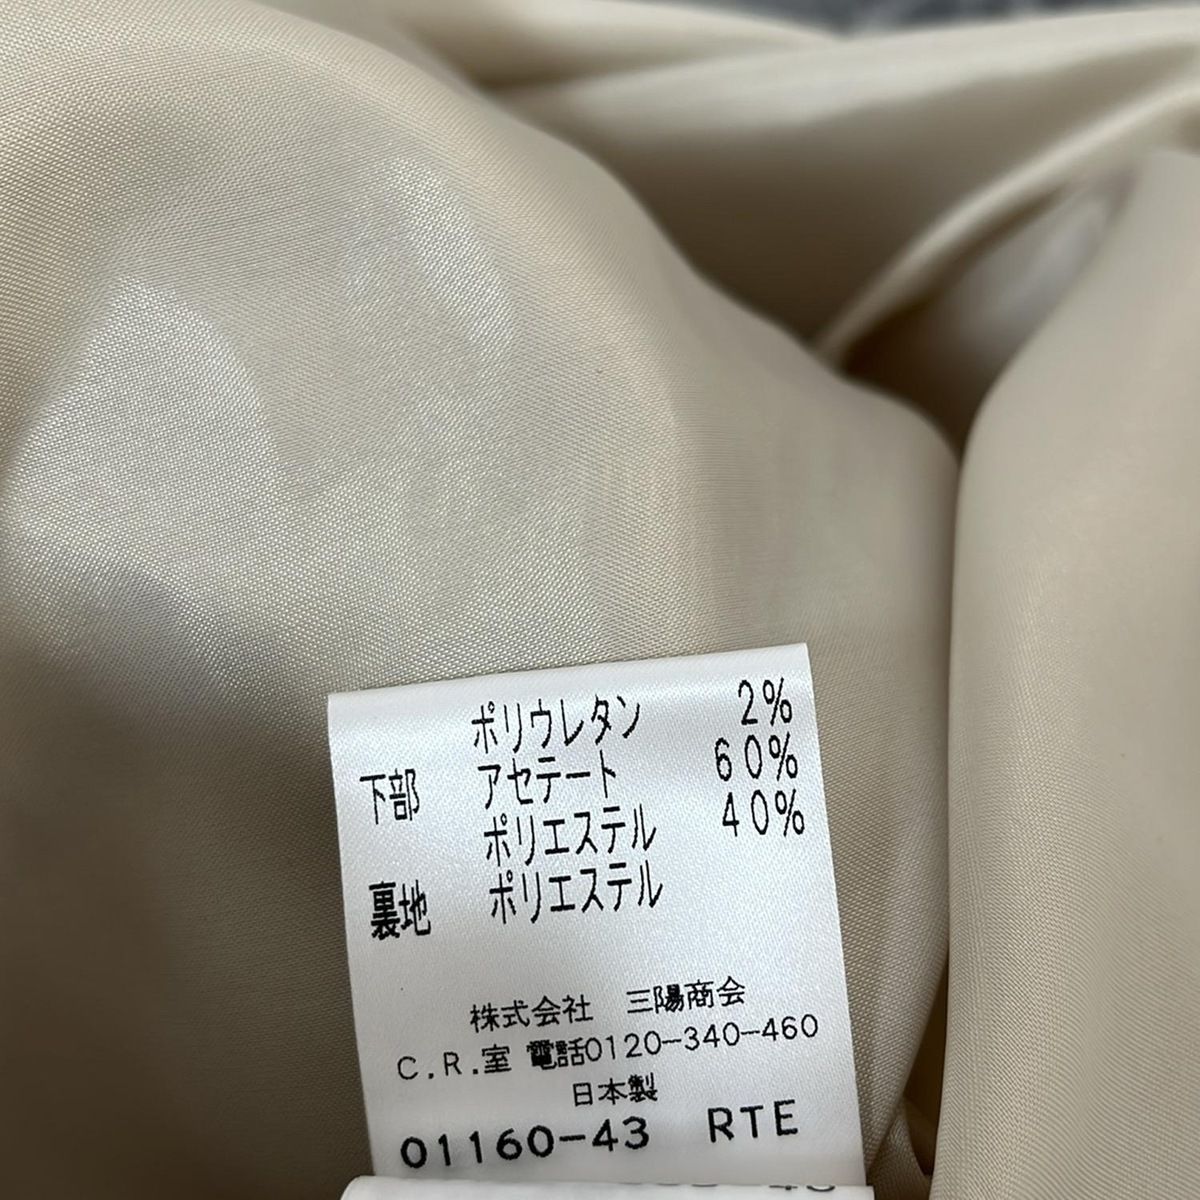 ポリウレタン 2%
下部 アセテート 60%
ポリエステル 40%
裏地 ポリエステル
株式会社 三陽商会
C.R.室 電話0120-340-460
日本製
01160-43 RTE